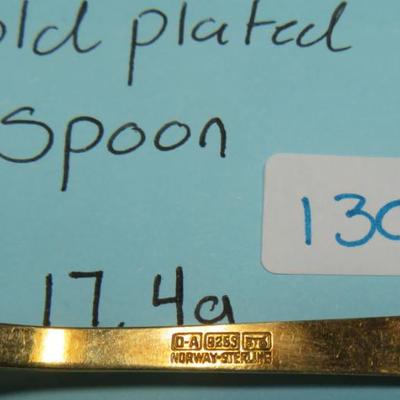 old plated
Spoon
130
17.4g
D-A 925S
NORWAY-STERLING